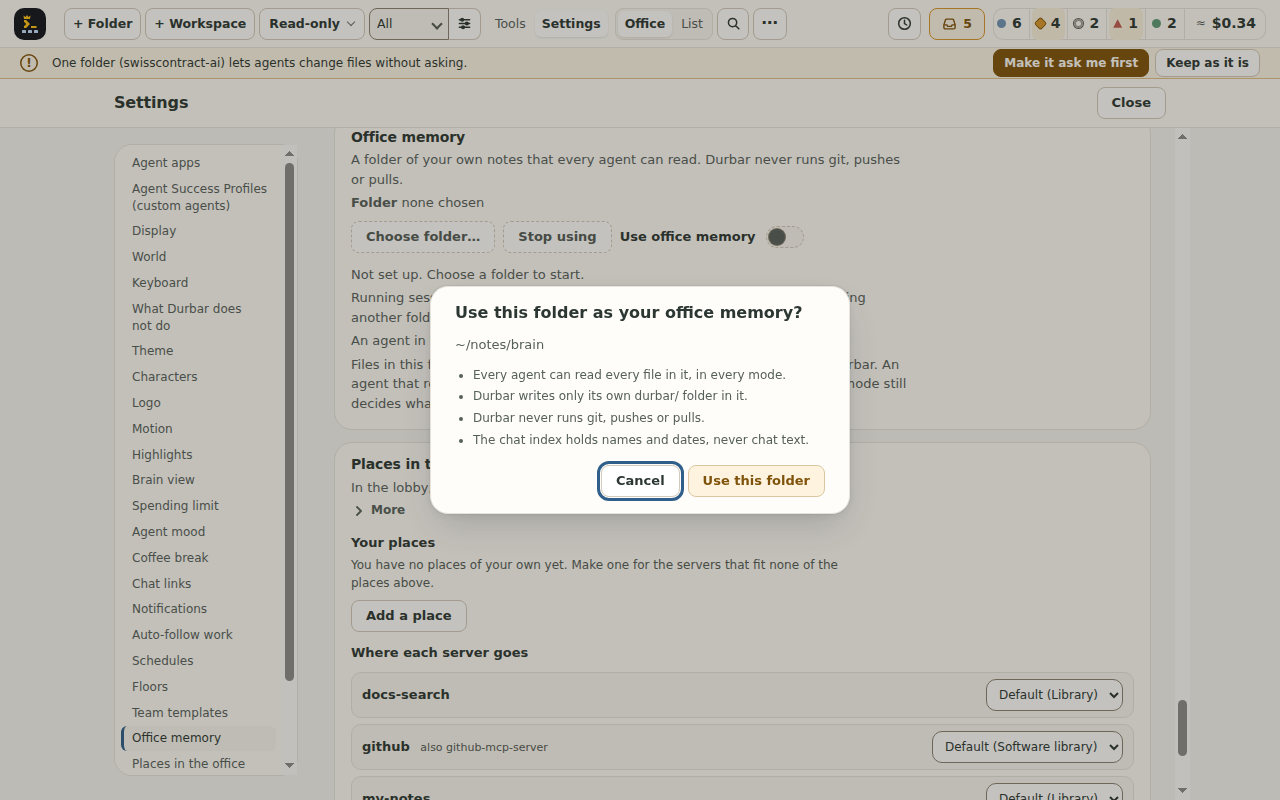 + Folder
+ Workspace
Read-only
All
Tools
Settings
Office
List
···
5
6
4
2
1
2
≈ $0.34
One folder (swisscontract-ai) lets agents change files without asking.
Make it ask me first
Keep as it is
Settings
Close
Agent apps
Agent Success Profiles
(custom agents)
Display
World
Keyboard
What Durbar does
not do
Theme
Characters
Logo
Motion
Highlights
Brain view
Spending limit
Agent mood
Coffee break
Chat links
Notifications
Auto-follow work
Schedules
Floors
Team templates
Office memory
Places in the office
Office memory
A folder of your own notes that every agent can read. Durbar never runs git, pushes
or pulls.
Folder none chosen
Choose folder…
Stop using
Use office memory
Not set up. Choose a folder to start.
Running
another
An agent in
Files in this
agent that
decides
An
still
Use this folder as your office memory?
~/notes/brain
• Every agent can read every file in it, in every mode.
• Durbar writes only its own durbar/ folder in it.
• Durbar never runs git, pushes or pulls.
• The chat index holds names and dates, never chat text.
Cancel
Use this folder
Places in
In the lobby
More
Your places
You have no places of your own yet. Make one for the servers that fit none of the
places above.
Add a place
Where each server goes
docs-search
Default (Library)
github also github-mcp-server
Default (Software library)
my-notes
Default (Library)